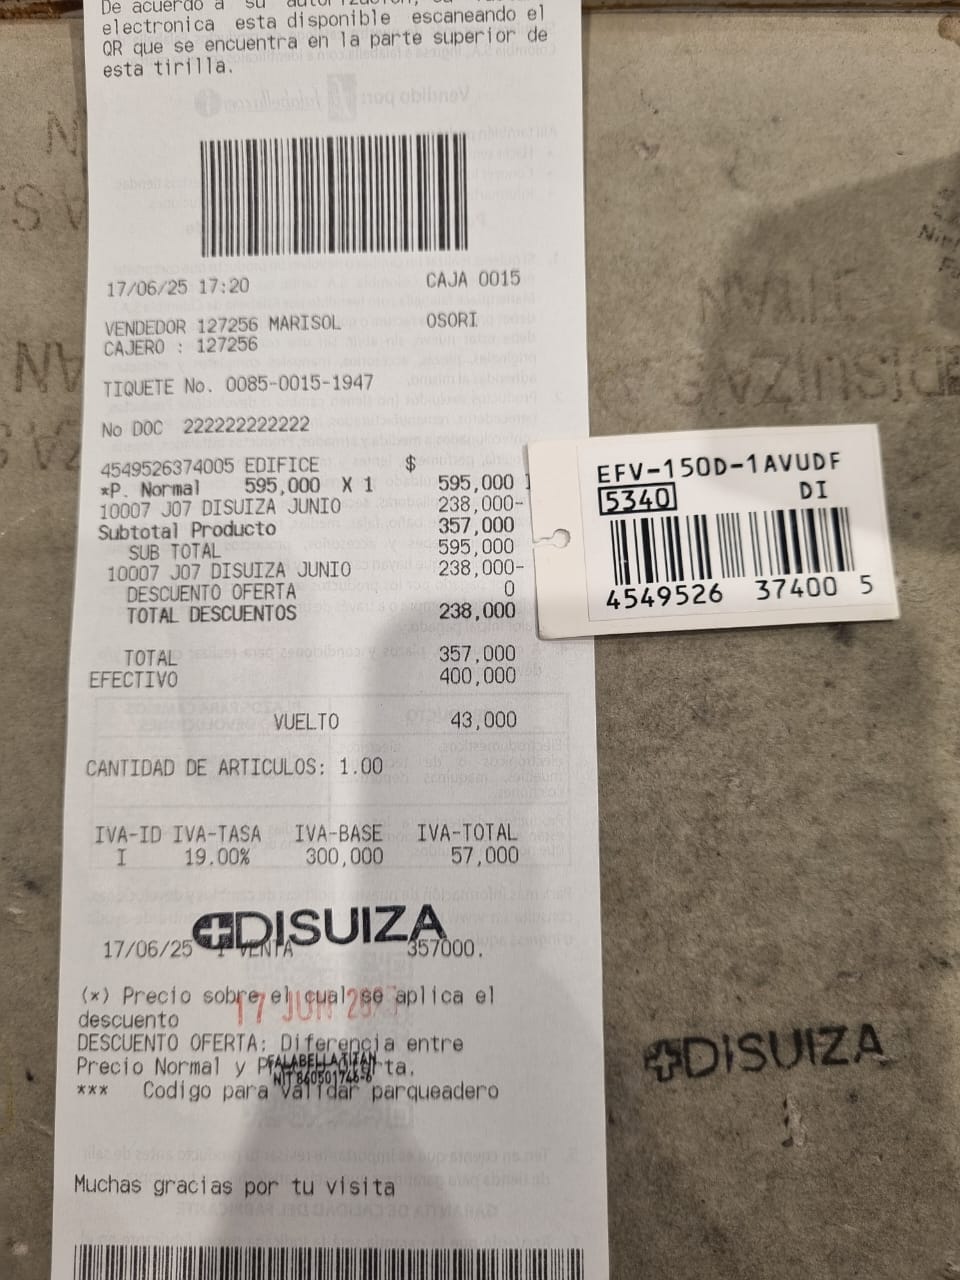 De acuerdo a su
electronica esta disponible escaneando el
QR que se encuentra en la parte superior de
esta tirilla.
17/06/25 17:20 CAJA 0015
VENDEDOR 127256 MARISOL OSORI
CAJERO : 127256
TIQUETE No. 0085-0015-1947
No DOC 222222222222
4549526374005 EDIFICE $
*P. Normal 595,000 X 1 595,000
10007 J07 DISUIZA JUNIO 238,000-
Subtotal Producto 357,000
SUB TOTAL 595,000
10007 J07 DISUIZA JUNIO 238,000-
DESCUENTO OFERTA 0
TOTAL DESCUENTOS 238,000
TOTAL 357,000
EFECTIVO 400,000
VUELTO 43,000
CANTIDAD DE ARTICULOS: 1.00
IVA-ID IVA-TASA IVA-BASE IVA-TOTAL
I 19.00% 300,000 57,000
DISUIZA
17/06/25 1 VENTA 357000.
(*) Precio sobre el cual se aplica el
17 JUN
descuento
DESCUENTO OFERTA: Diferencia entre
Precio Normal y
FALABELLA TITAN
NIT 860501746-6
*** Codigo para validar parqueadero
Muchas gracias por tu visita
EFV-150D-1AVUDF
5340 DI
4549526 37400 5
DISUIZA